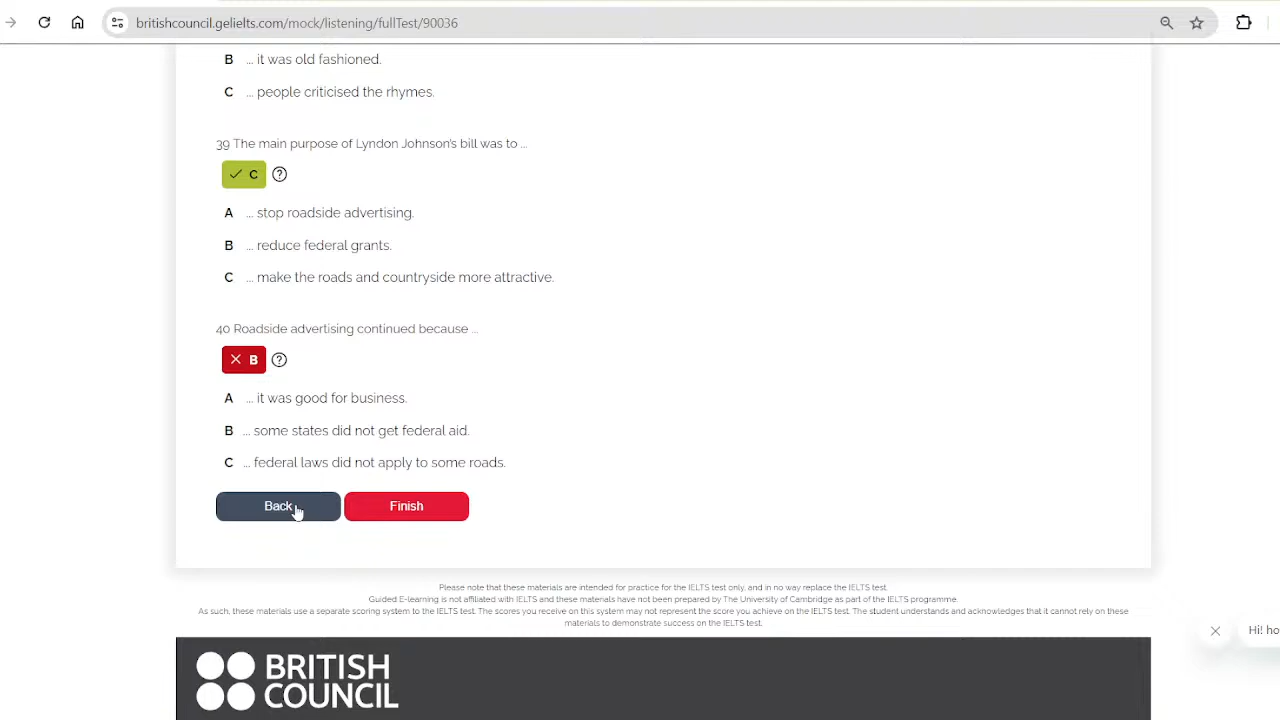 britishcouncil.gelielts.com/mock/listening/fullTest/90036
B ... it was old fashioned.
C ... people criticised the rhymes.
39 The main purpose of Lyndon Johnson's bill was to ...
C ?
A ... stop roadside advertising.
B ... reduce federal grants.
C ... make the roads and countryside more attractive.
40 Roadside advertising continued because ...
B ?
A ... it was good for business.
B ... some states did not get federal aid.
C ... federal laws did not apply to some roads.
Back Finish
Please note that these materials are intended for practice for the IELTS test only, and in no way replace the IELTS test.
Guided E-learning is not affiliated with IELTS and these materials have not been prepared by The University of Cambridge as part of the IELTS programme.
As such, these materials use a separate scoring system to the IELTS test. The scores you receive on this system may not represent the score you achieve on the IELTS test. The student understands and acknowledges that it cannot rely on these
materials to demonstrate success on the IELTS test.
Hi! ho
BRITISH
COUNCIL